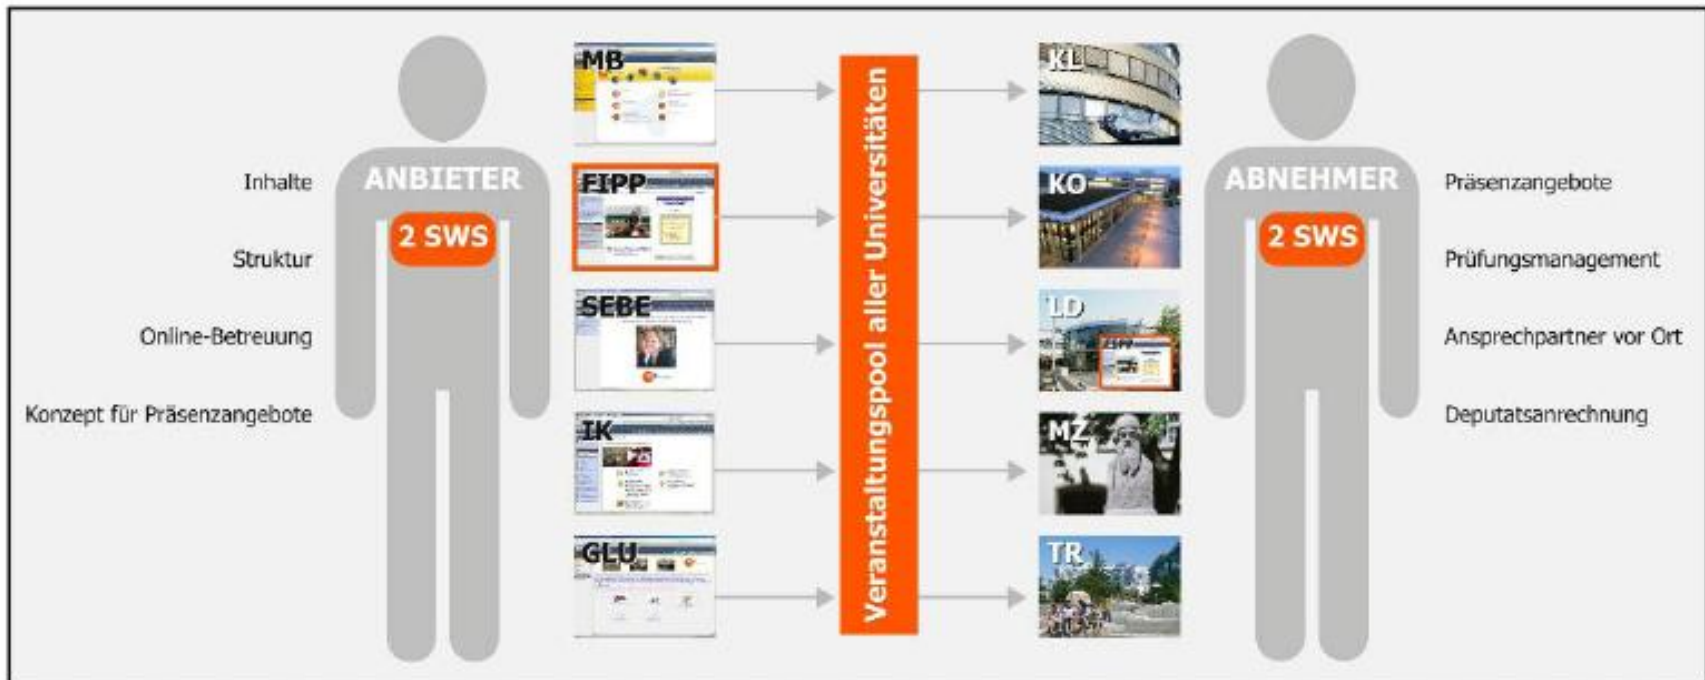 Inhalte
Struktur
Online-Betreuung
Konzept für Präsenzangebote
ANBIETER
2 SWS
MB
FIPP
SEBE
IK
GLU
Veranstaltungspool aller Universitäten
KL
KO
LD
FIPP
MZ
TR
ABNEHMER
2 SWS
Präsenzangebote
Prüfungsmanagement
Ansprechpartner vor Ort
Deputatsanrechnung